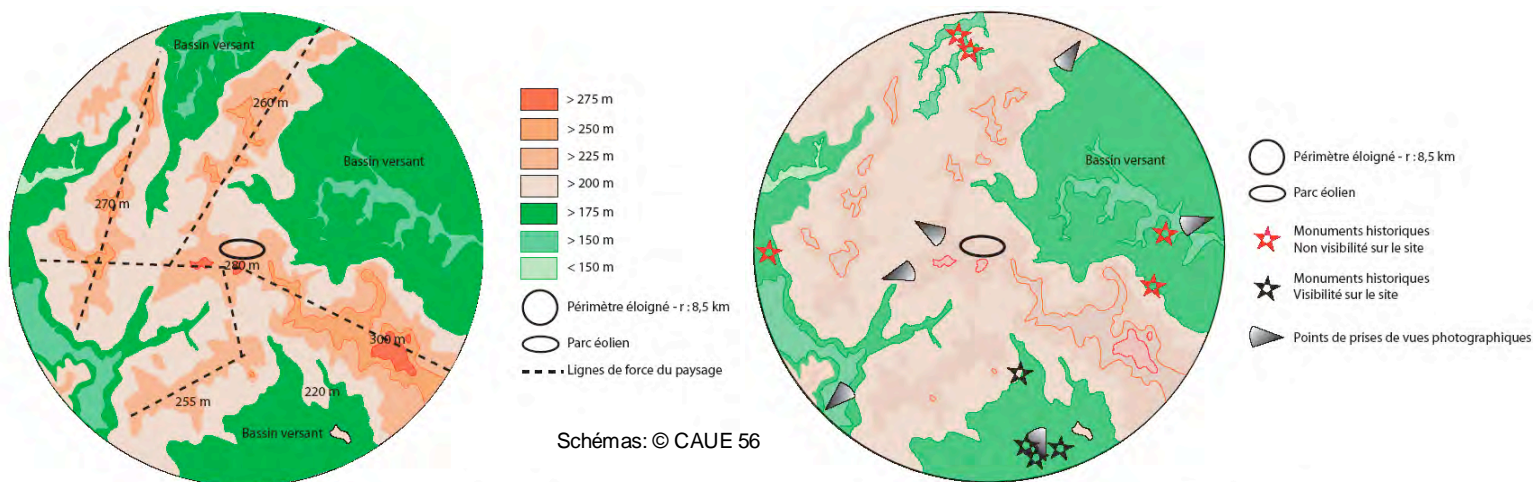 Bassin versant
260 m
Bassin versant
270 m
280 m
300 m
220 m
255 m
Bassin versant
> 275 m
> 250 m
> 225 m
> 200 m
> 175 m
> 150 m
< 150 m
Périmètre éloigné - r : 8,5 km
Parc éolien
Lignes de force du paysage
Schémas: © CAUE 56
Bassin versant
Périmètre éloigné - r : 8,5 km
Parc éolien
Monuments historiques
Non visibilité sur le site
Monuments historiques
Visibilité sur le site
Points de prises de vues photographiques